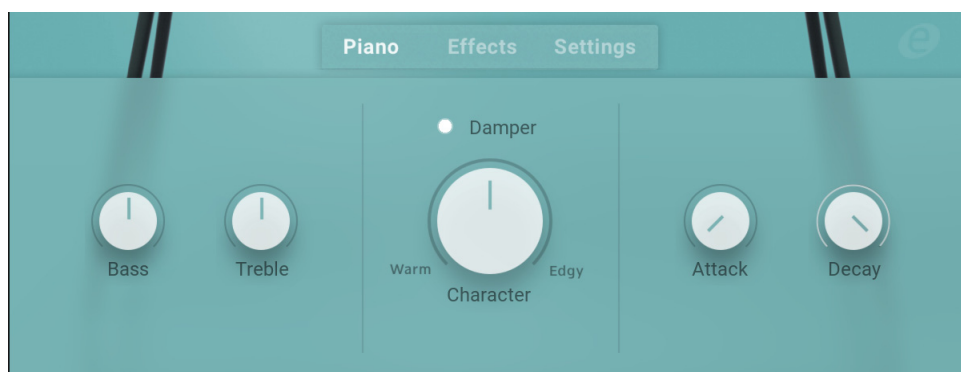 Piano Effects Settings
Damper
Bass Treble Warm Edgy Attack Decay
Character